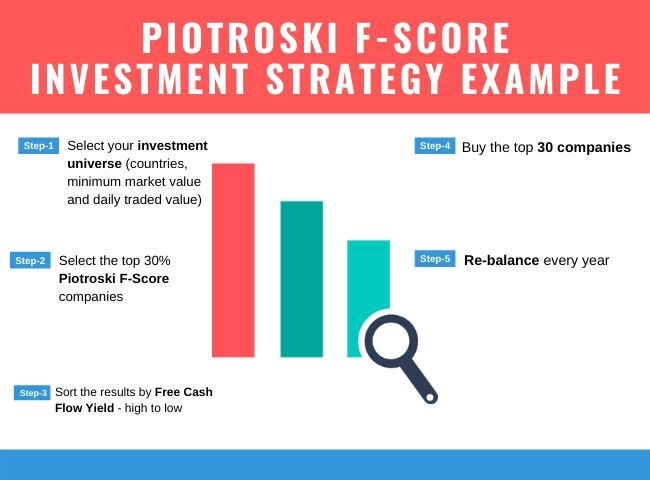 PIOTROSKI F-SCORE
INVESTMENT STRATEGY EXAMPLE
Step-1
Select your investment
universe (countries,
minimum market value
and daily traded value)
Step-2
Select the top 30%
Piotroski F-Score
companies
Step-3
Sort the results by Free Cash
Flow Yield - high to low
Step-4
Buy the top 30 companies
Step-5
Re-balance every year